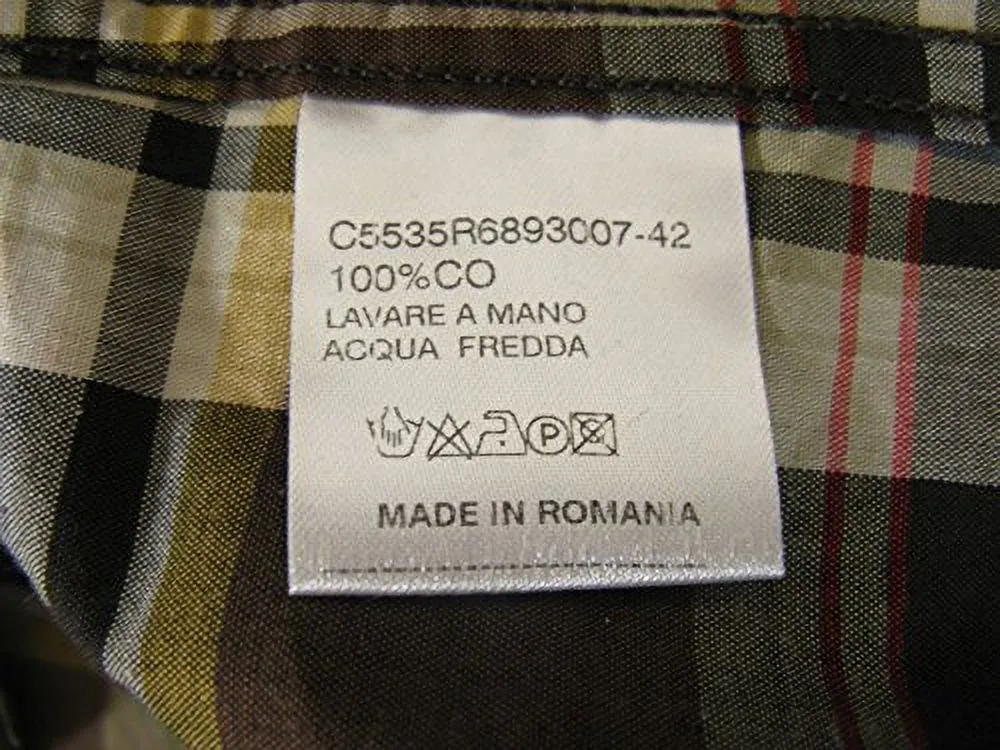 C5535R6893007-42
100%CO
LAVARE A MANO
ACQUA FREDDA
P
MADE IN ROMANIA